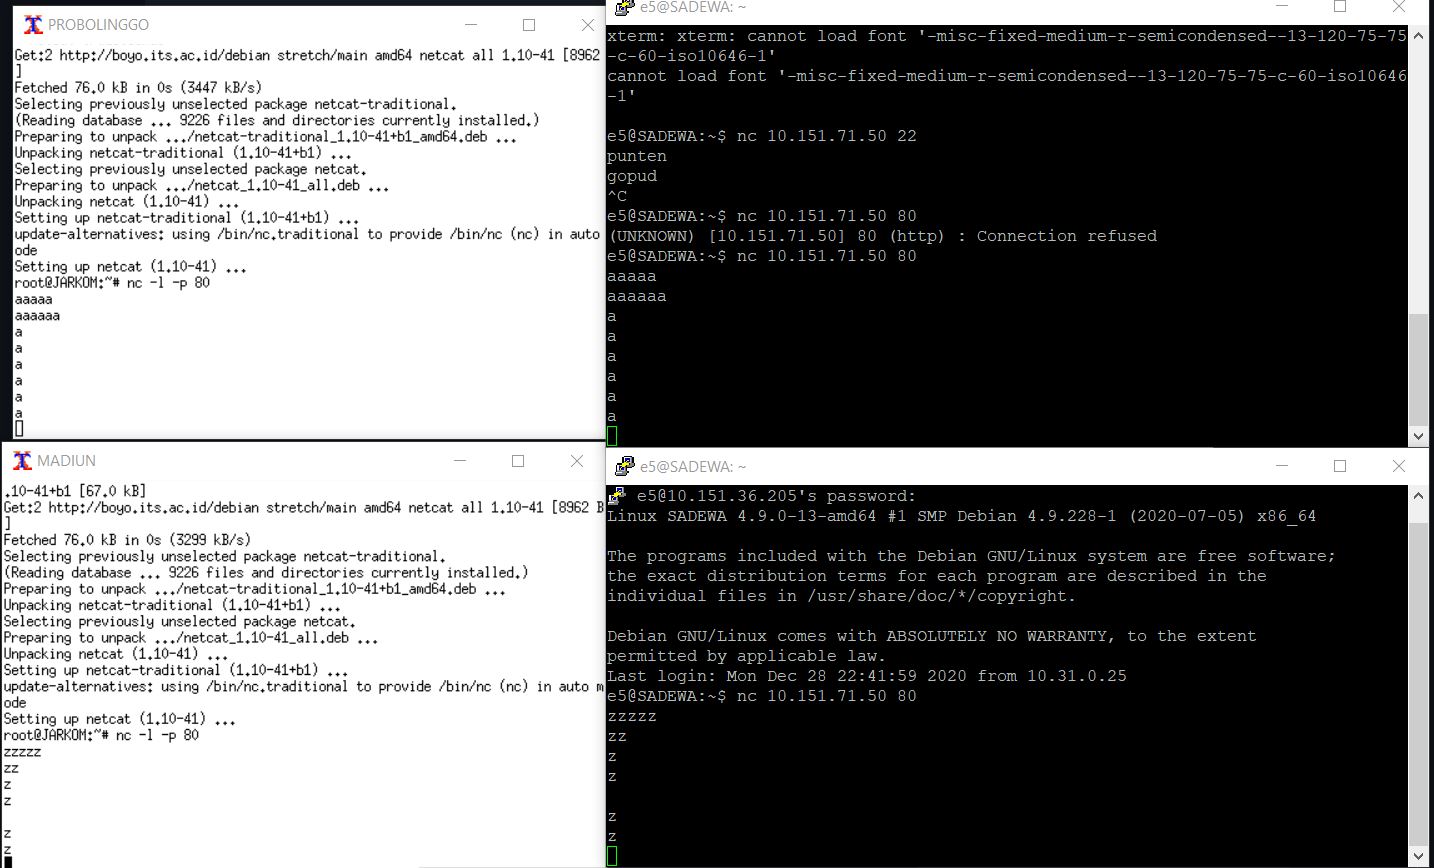 PROBOLINGGO
Get:2 http://boyo.its.ac.id/debian stretch/main amd64 netcat all 1.10-41 [8962
]
Fetched 76.0 kB in 0s (3447 kB/s)
Selecting previously unselected package netcat-traditional.
(Reading database ... 9226 files and directories currently installed.)
Preparing to unpack .../netcat-traditional_1.10-41+b1_amd64.deb ...
Unpacking netcat-traditional (1.10-41+b1) ...
Selecting previously unselected package netcat.
Preparing to unpack .../netcat_1.10-41_all.deb ...
Unpacking netcat (1.10-41) ...
Setting up netcat-traditional (1.10-41+b1) ...
update-alternatives: using /bin/nc.traditional to provide /bin/nc (nc) in auto
ode
Setting up netcat (1.10-41) ...
root@JARKOM:~# nc -l -p 80
aaaaa
aaaaaa
a
a
a
a
a
a
e5@SADEWA: ~
xterm: xterm: cannot load font '-misc-fixed-medium-r-semicondensed--13-120-75-75
-c-60-iso10646-1'
cannot load font '-misc-fixed-medium-r-semicondensed--13-120-75-75-c-60-iso10646
-1'
e5@SADEWA:~$ nc 10.151.71.50 22
punten
gopud
^C
e5@SADEWA:~$ nc 10.151.71.50 80
(UNKNOWN) [10.151.71.50] 80 (http) : Connection refused
e5@SADEWA:~$ nc 10.151.71.50 80
aaaaa
aaaaaa
a
a
a
a
a
a
MADIUN
.10-41+b1 [67.0 kB]
Get:2 http://boyo.its.ac.id/debian stretch/main amd64 netcat all 1.10-41 [8962 B
]
Fetched 76.0 kB in 0s (3299 kB/s)
Selecting previously unselected package netcat-traditional.
(Reading database ... 9226 files and directories currently installed.)
Preparing to unpack .../netcat-traditional_1.10-41+b1_amd64.deb ...
Unpacking netcat-traditional (1.10-41+b1) ...
Selecting previously unselected package netcat.
Preparing to unpack .../netcat_1.10-41_all.deb ...
Unpacking netcat (1.10-41) ...
Setting up netcat-traditional (1.10-41+b1) ...
update-alternatives: using /bin/nc.traditional to provide /bin/nc (nc) in auto m
ode
Setting up netcat (1.10-41) ...
root@JARKOM:~# nc -l -p 80
zzzzz
zz
z
z
z
z
e5@SADEWA: ~
e5@10.151.36.205's password:
Linux SADEWA 4.9.0-13-amd64 #1 SMP Debian 4.9.228-1 (2020-07-05) x86_64
The programs included with the Debian GNU/Linux system are free software;
the exact distribution terms for each program are described in the
individual files in /usr/share/doc/*/copyright.
Debian GNU/Linux comes with ABSOLUTELY NO WARRANTY, to the extent
permitted by applicable law.
Last login: Mon Dec 28 22:41:59 2020 from 10.31.0.25
e5@SADEWA:~$ nc 10.151.71.50 80
zzzzz
zz
z
z
z
z